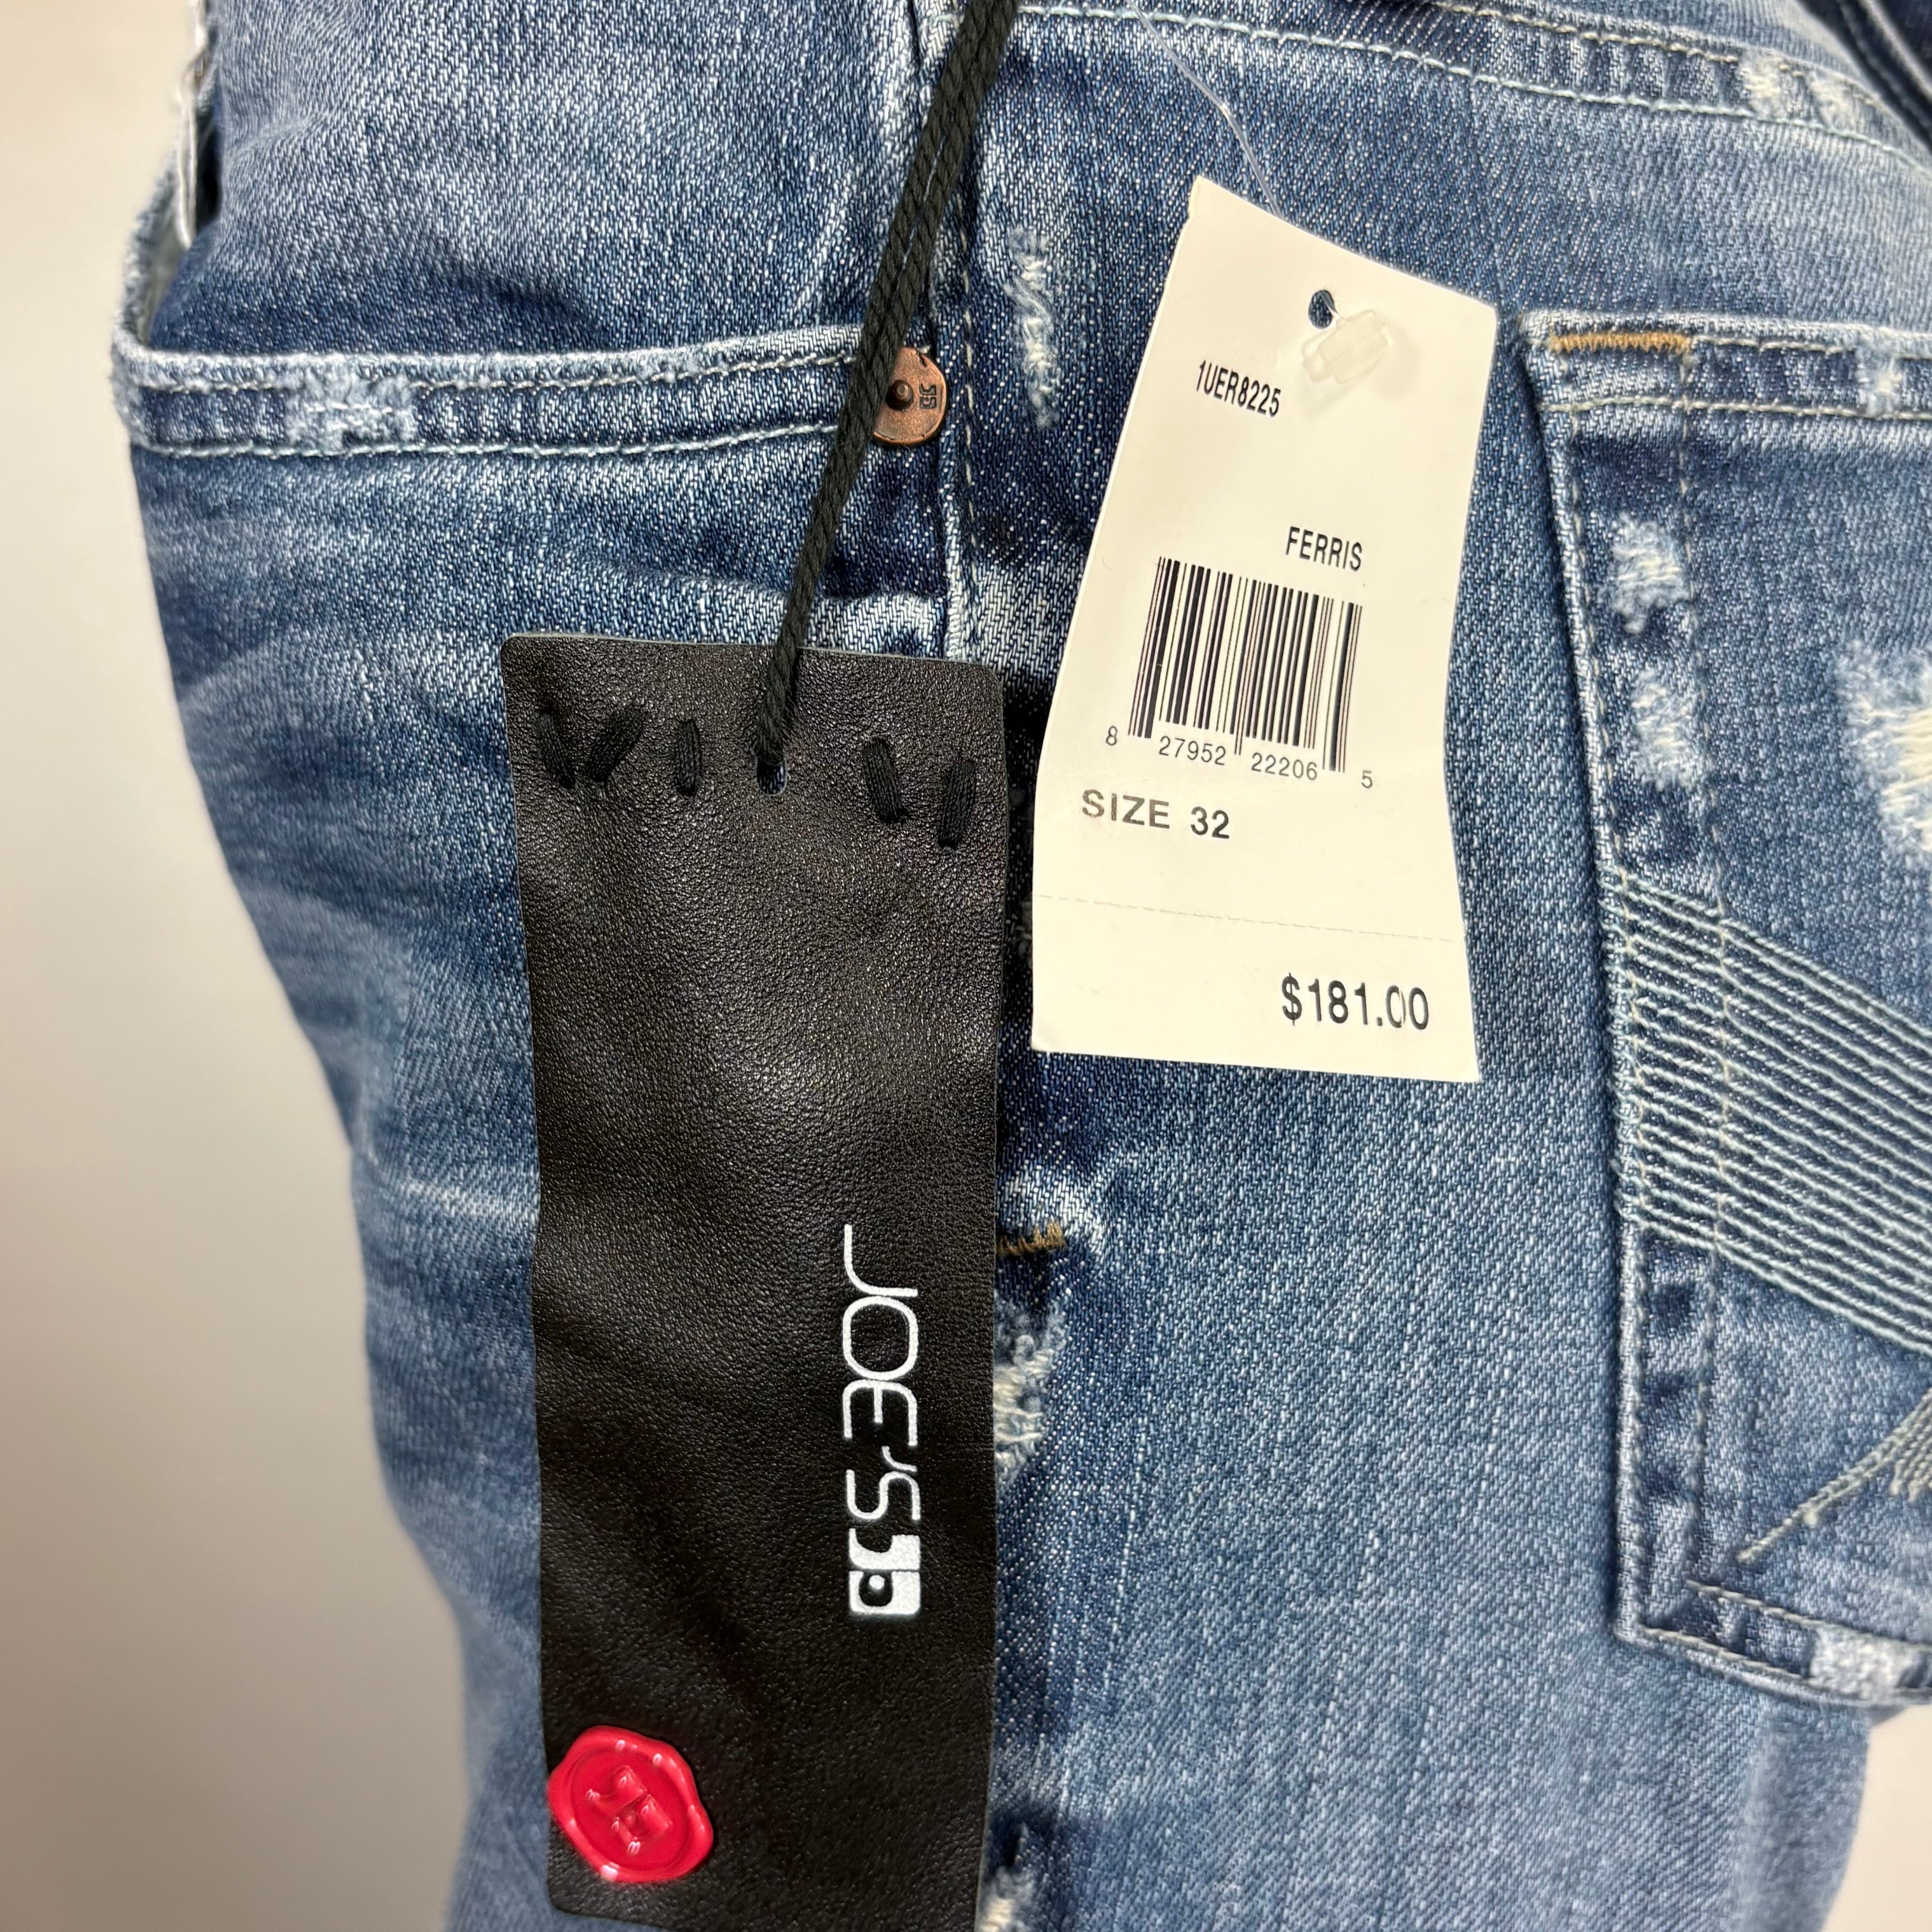 1UER8225
FERRIS
8 27952 22206 5
SIZE 32
$181.00
JOE'S